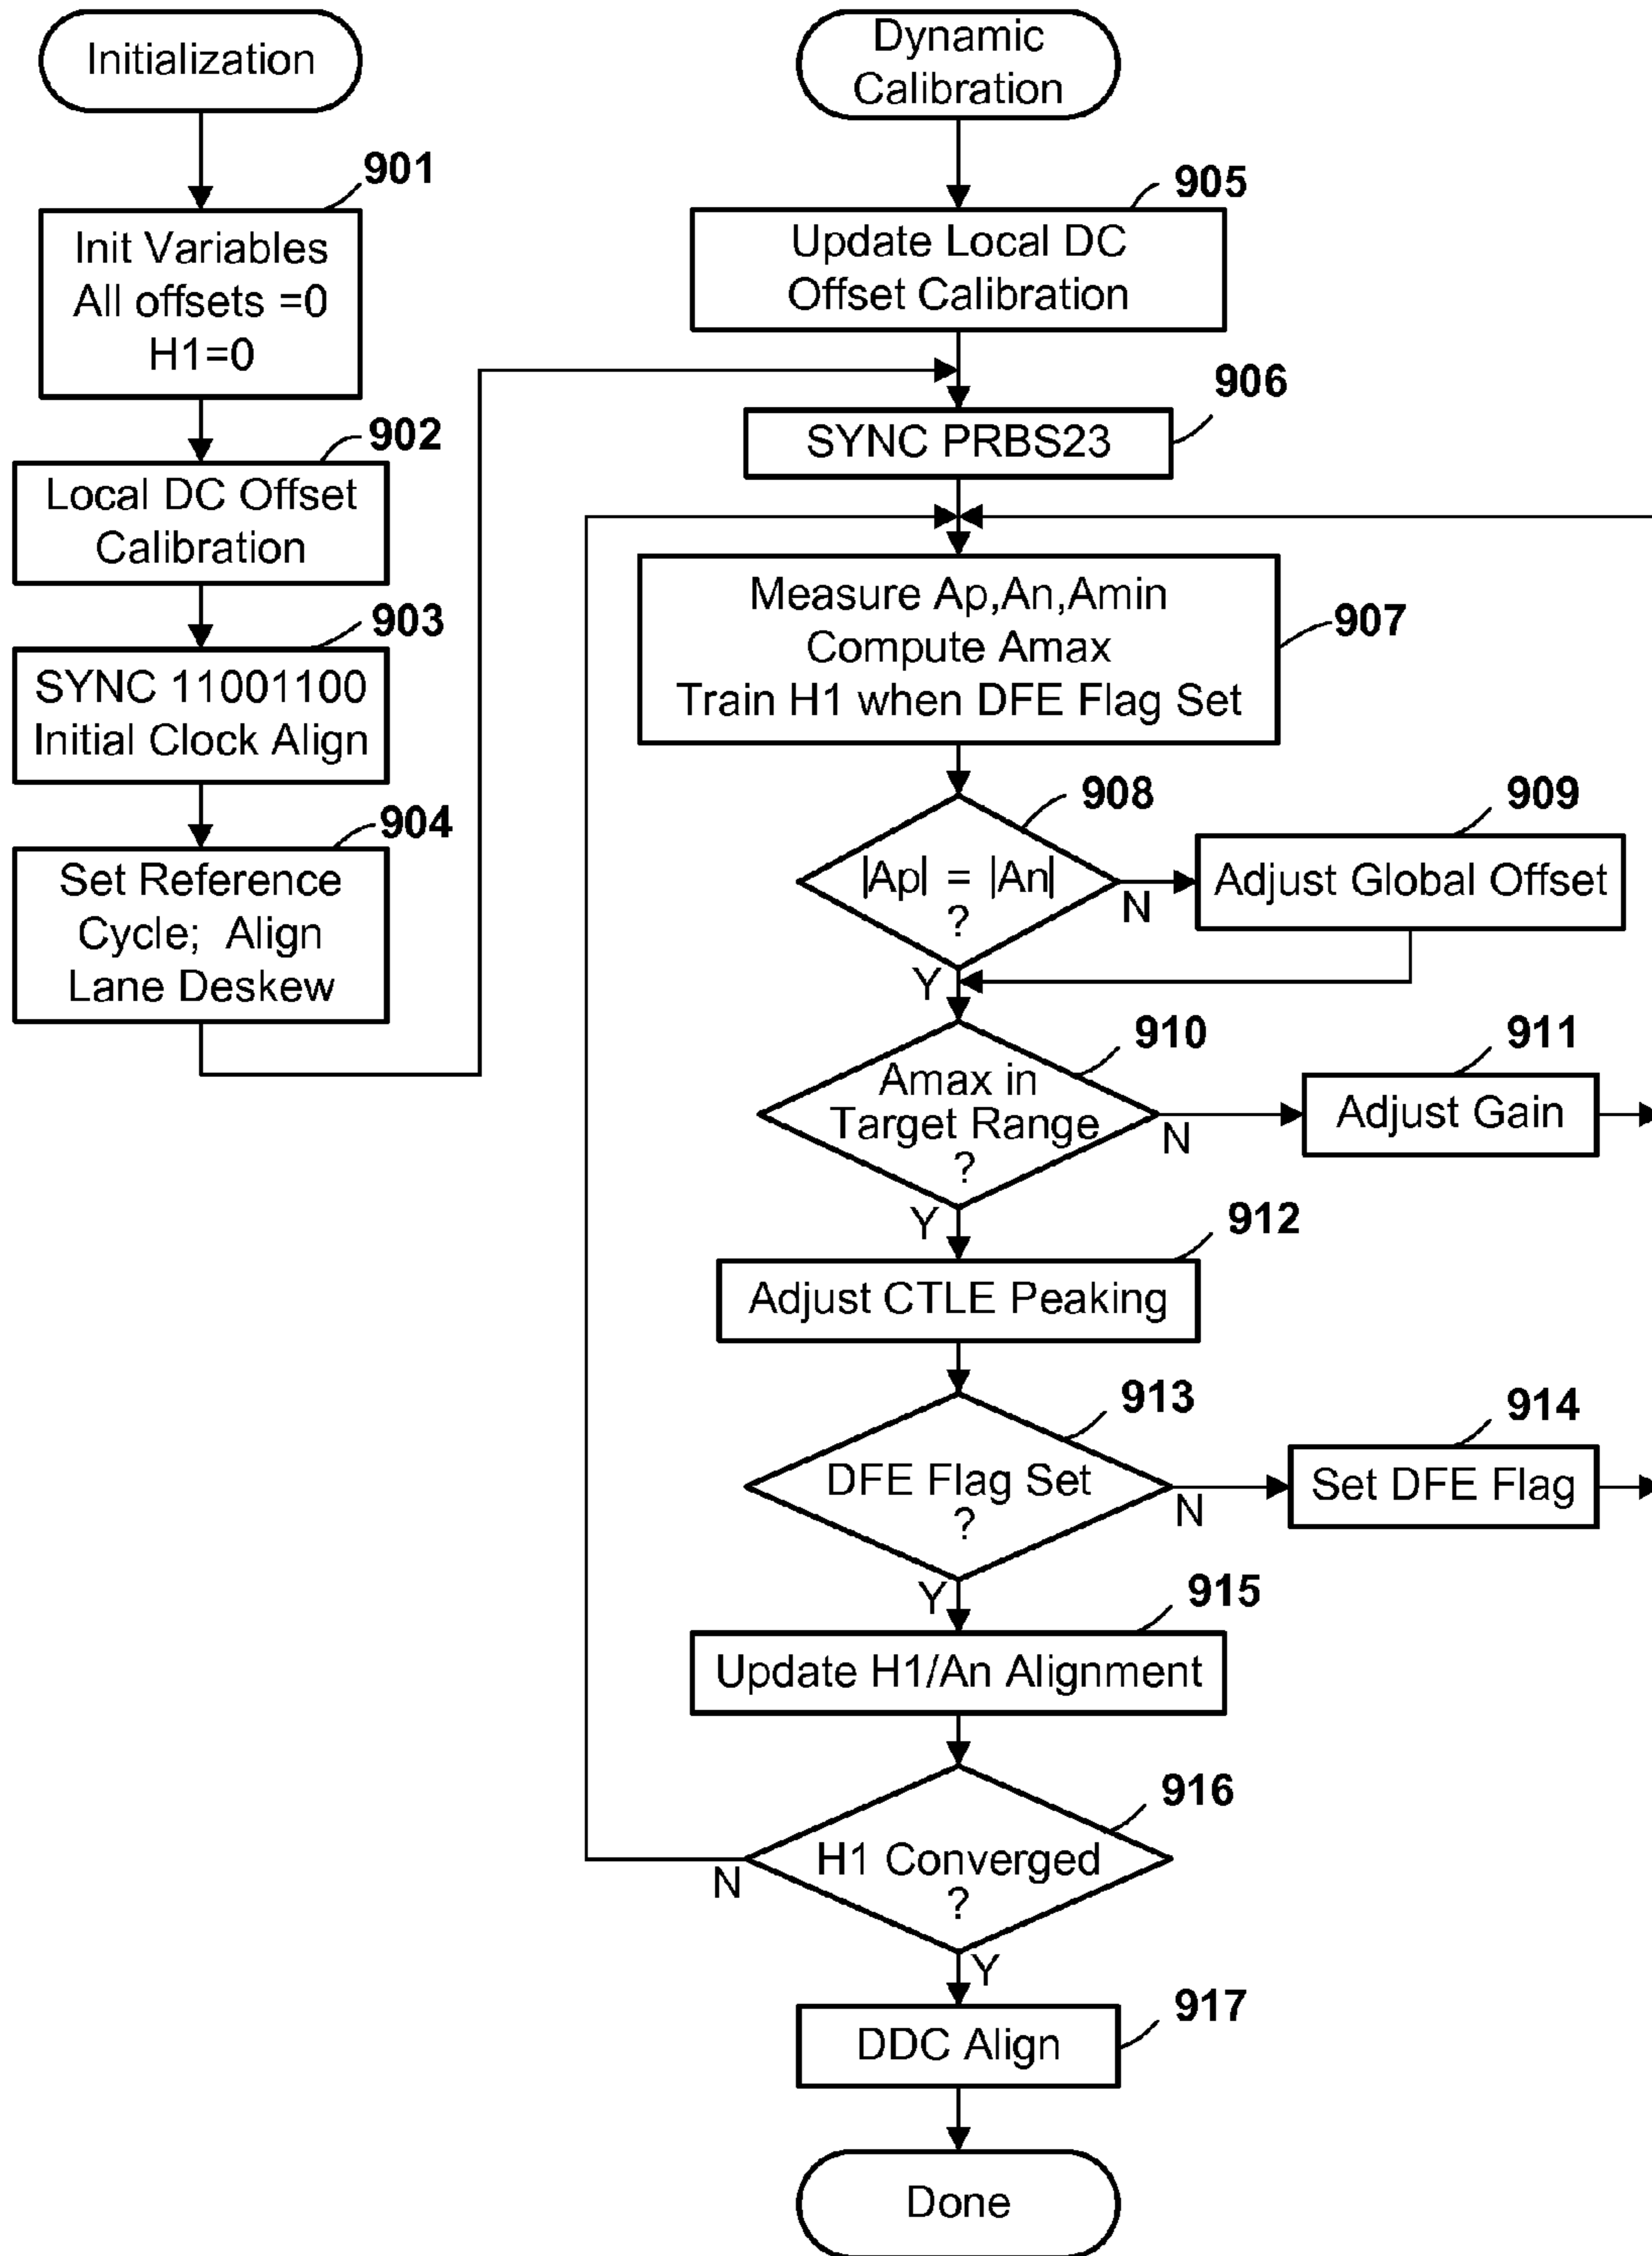 Initialization
901
Init Variables
All offsets =0
H1=0
902
Local DC Offset
Calibration
903
SYNC 11001100
Initial Clock Align
904
Set Reference
Cycle; Align
Lane Deskew
Dynamic
Calibration
905
Update Local DC
Offset Calibration
906
SYNC PRBS23
907
Measure Ap,An,Amin
Compute Amax
Train H1 when DFE Flag Set
908
|Ap| = |An|
?
N
Y
909
Adjust Global Offset
910
Amax in
Target Range
?
N
Y
911
Adjust Gain
912
Adjust CTLE Peaking
913
DFE Flag Set
?
N
Y
914
Set DFE Flag
915
Update H1/An Alignment
916
H1 Converged
?
N
Y
917
DDC Align
Done